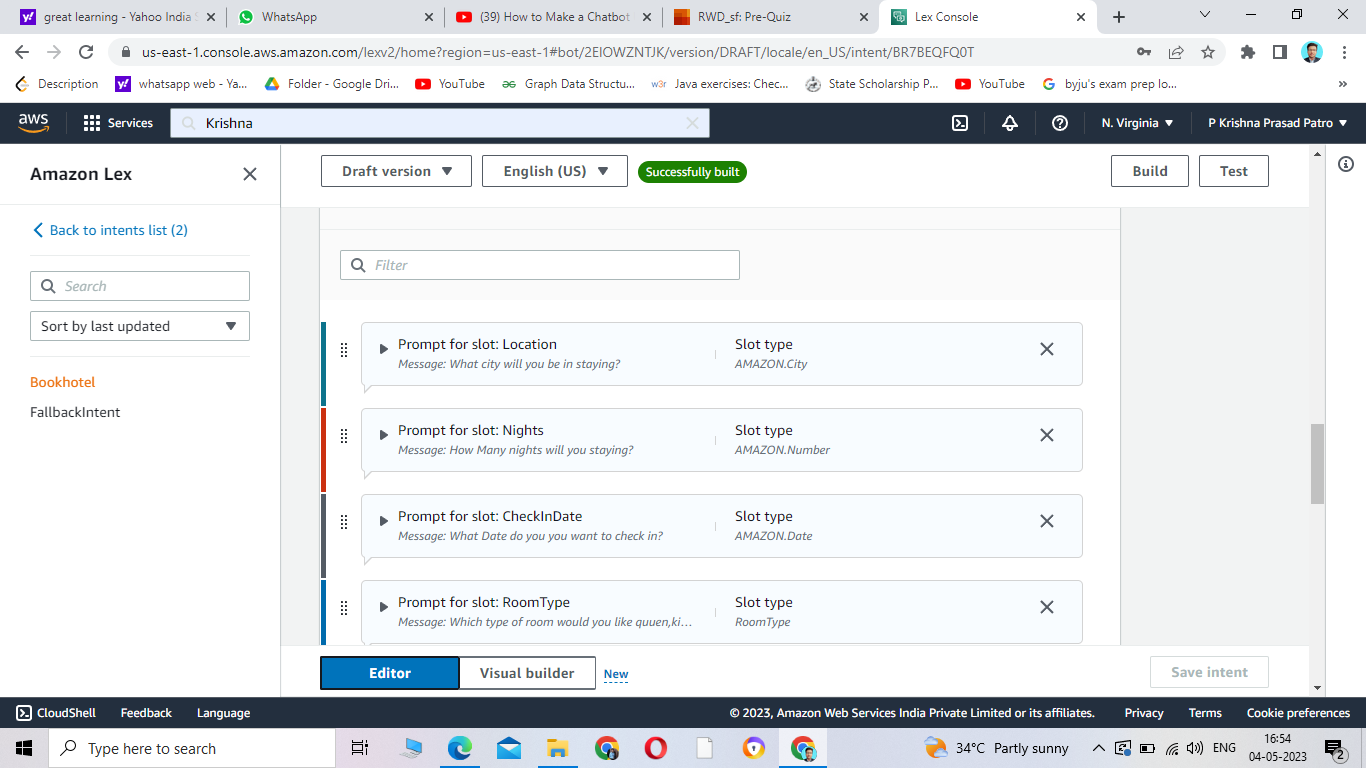 great learning - Yahoo India S
WhatsApp
(39) How to Make a Chatbot
RWD_sf: Pre-Quiz
Lex Console
us-east-1.console.aws.amazon.com/lexv2/home?region=us-east-1#bot/2EIOWZNTJK/version/DRAFT/locale/en_US/intent/BR7BEQFQ0T
Description
whatsapp web - Ya...
Folder - Google Dri...
YouTube
Graph Data Structu...
w3r Java exercises: Chec...
State Scholarship P...
YouTube
byju's exam prep lo...
»
aws
Services
Krishna
N. Virginia
P Krishna Prasad Patro
Amazon Lex
Draft version
English (US)
Successfully built
Build
Test
Back to intents list (2)
Search
Sort by last updated
Bookhotel
FallbackIntent
Filter
Prompt for slot: Location
Message: What city will you be in staying?
Slot type
AMAZON.City
Prompt for slot: Nights
Message: How Many nights will you staying?
Slot type
AMAZON.Number
Prompt for slot: CheckInDate
Message: What Date do you you want to check in?
Slot type
AMAZON.Date
Prompt for slot: RoomType
Message: Which type of room would you like quuen,ki...
Slot type
RoomType
Editor
Visual builder
New
Save intent
CloudShell
Feedback
Language
© 2023, Amazon Web Services India Private Limited or its affiliates.
Privacy
Terms
Cookie preferences
Type here to search
34°C Partly sunny
ENG
16:54
04-05-2023
2